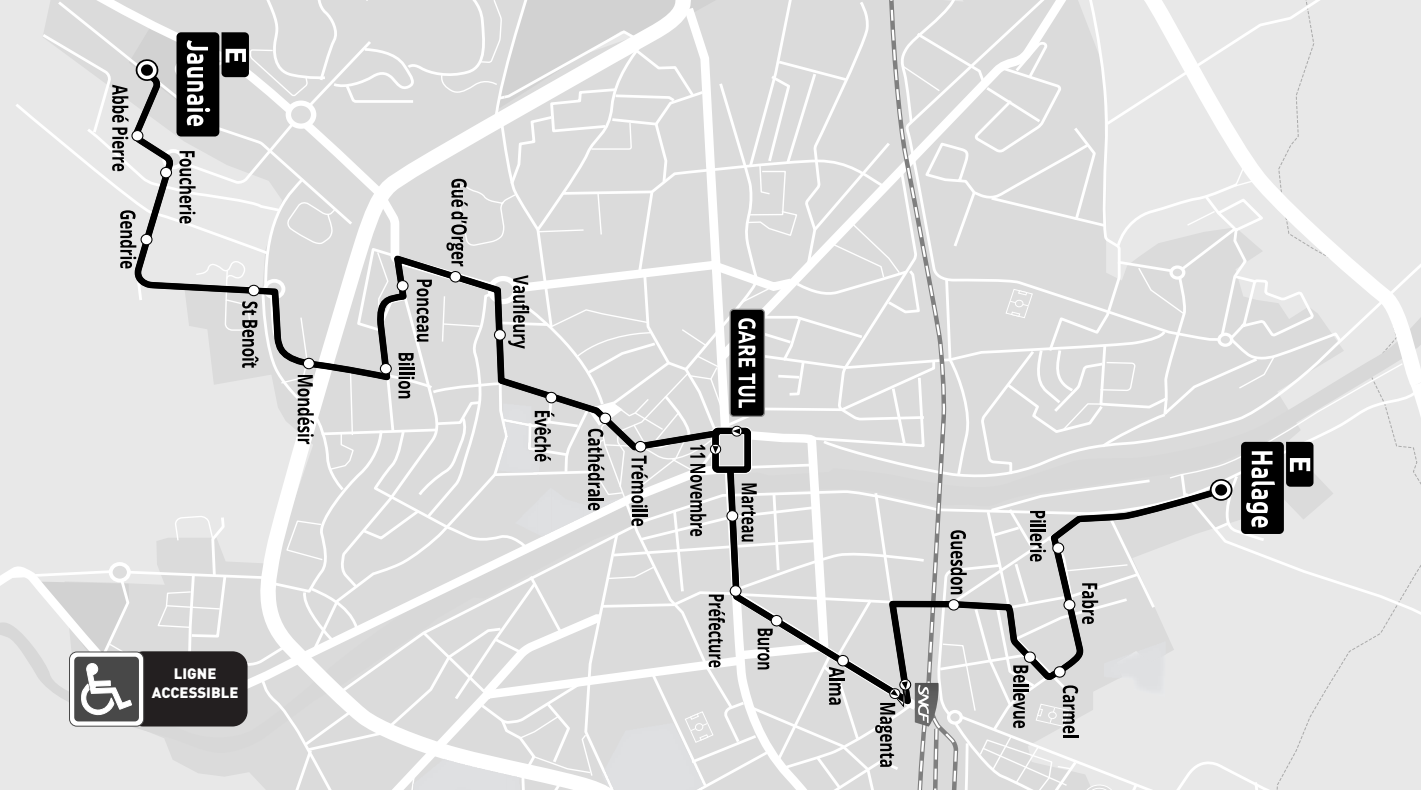 E
Jaunaie
Abbé Pierre
Foucherie
Gendrie
St Benoît
Mondésir
Billion
Ponceau
Gué d'Orger
Vaufleury
Évêché
Cathédrale
Trémoille
GARE TUL
11 Novembre
Marteau
Préfecture
Buron
Alma
Magenta
SNCF
Guesdon
Bellevue
Carmel
Fabre
Pillerie
E
Halage
LIGNE
ACCESSIBLE